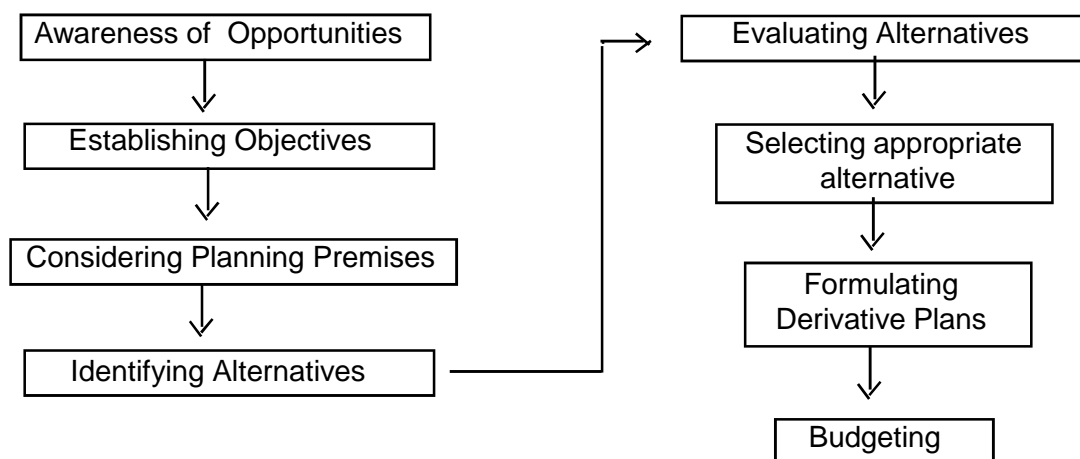 Awareness of Opportunities
Establishing Objectives
Considering Planning Premises
Identifying Alternatives
Evaluating Alternatives
Selecting appropriate
alternative
Formulating
Derivative Plans
Budgeting